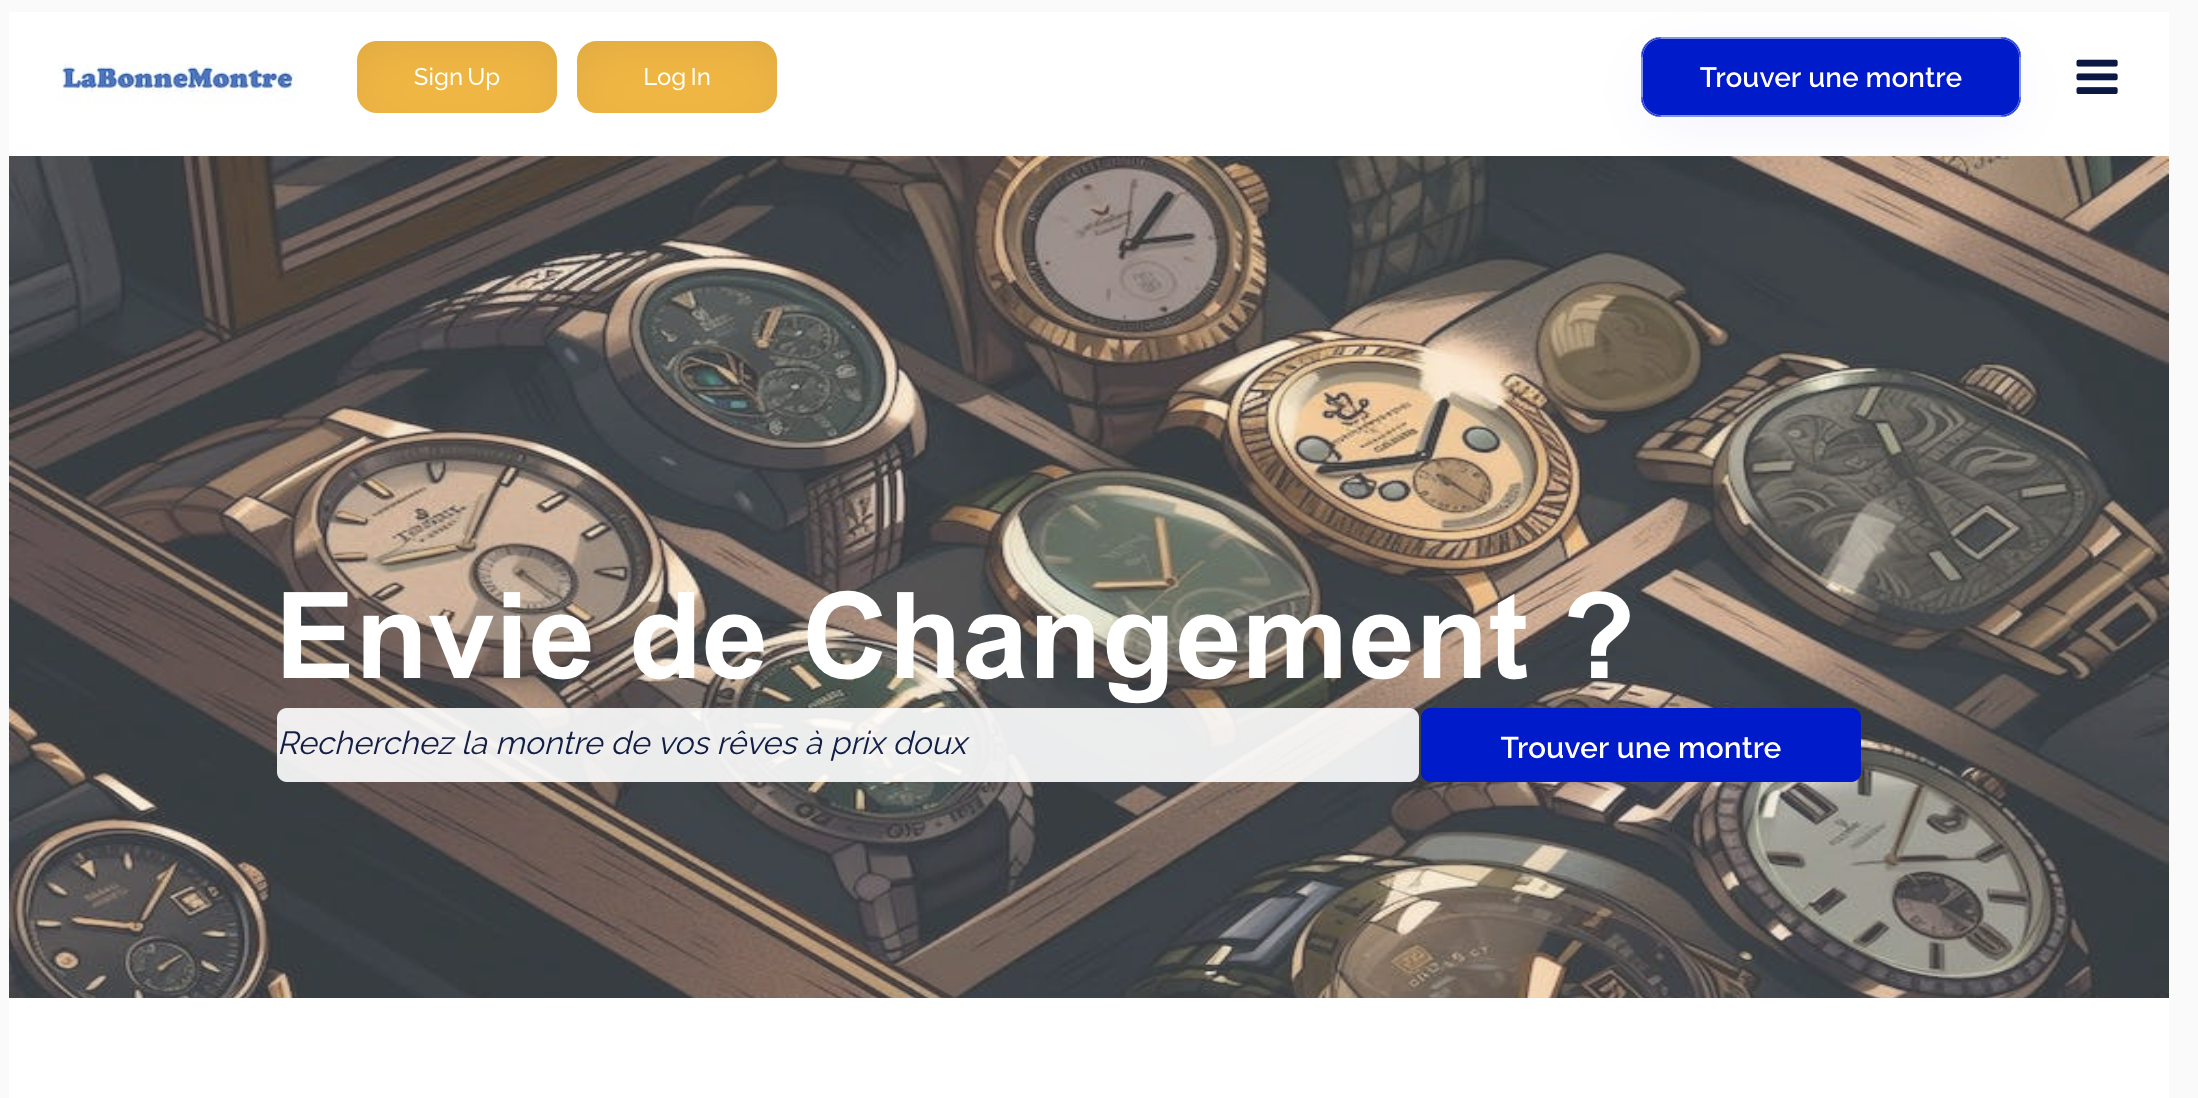 LaBonneMontre
Sign Up
Log In
Trouver une montre
Envie de Changement ?
Recherchez la montre de vos rêves à prix doux
Trouver une montre